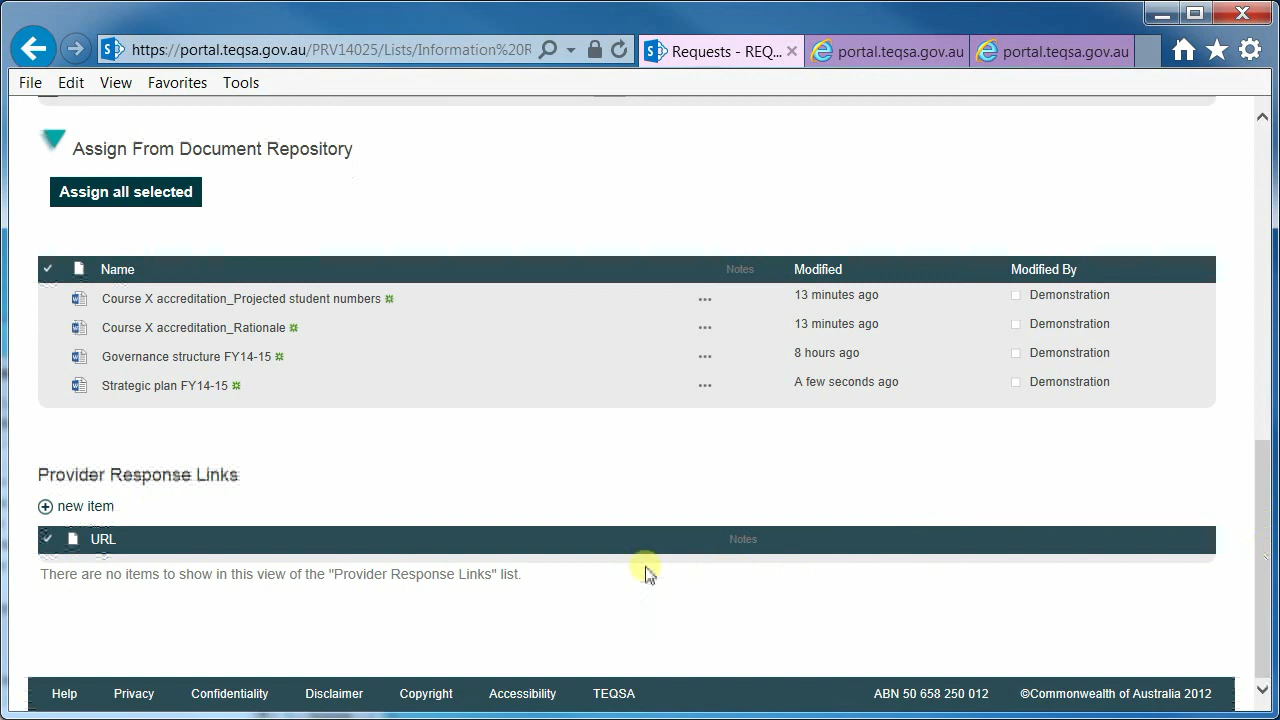 https://portal.teqsa.gov.au/PRV14025/Lists/Information%20R
Requests - REQ...
portal.teqsa.gov.au
portal.teqsa.gov.au
File Edit View Favorites Tools
Assign From Document Repository
Assign all selected
Name Notes Modified Modified By
Course X accreditation_Projected student numbers ... 13 minutes ago Demonstration
Course X accreditation_Rationale ... 13 minutes ago Demonstration
Governance structure FY14-15 ... 8 hours ago Demonstration
Strategic plan FY14-15 ... A few seconds ago Demonstration
Provider Response Links
new item
URL Notes
There are no items to show in this view of the "Provider Response Links" list.
Help Privacy Confidentiality Disclaimer Copyright Accessibility TEQSA ABN 50 658 250 012 ©Commonwealth of Australia 2012